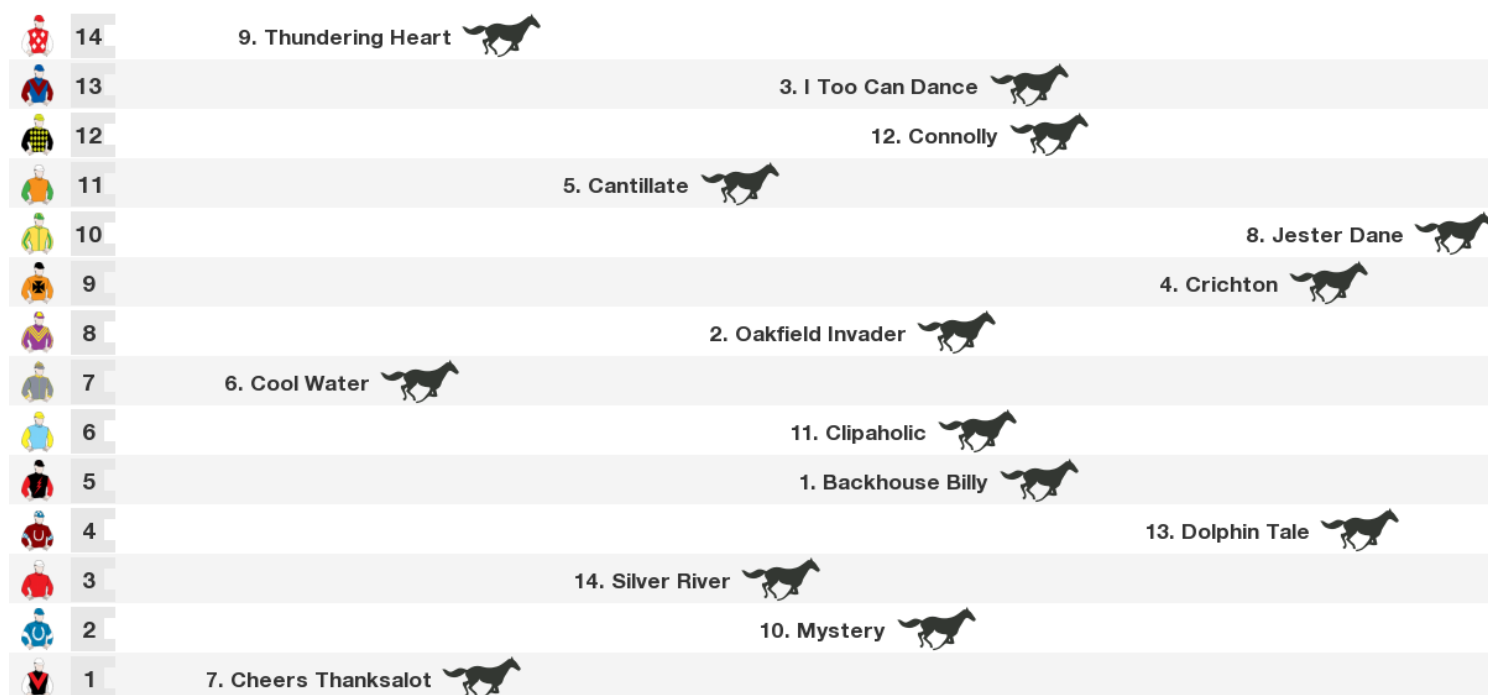 14 9. Thundering Heart
13 3. I Too Can Dance
12 12. Connolly
11 5. Cantillate
10 8. Jester Dane
9 4. Crichton
8 2. Oakfield Invader
7 6. Cool Water
6 11. Clipaholic
5 1. Backhouse Billy
4 13. Dolphin Tale
3 14. Silver River
2 10. Mystery
1 7. Cheers Thanksalot